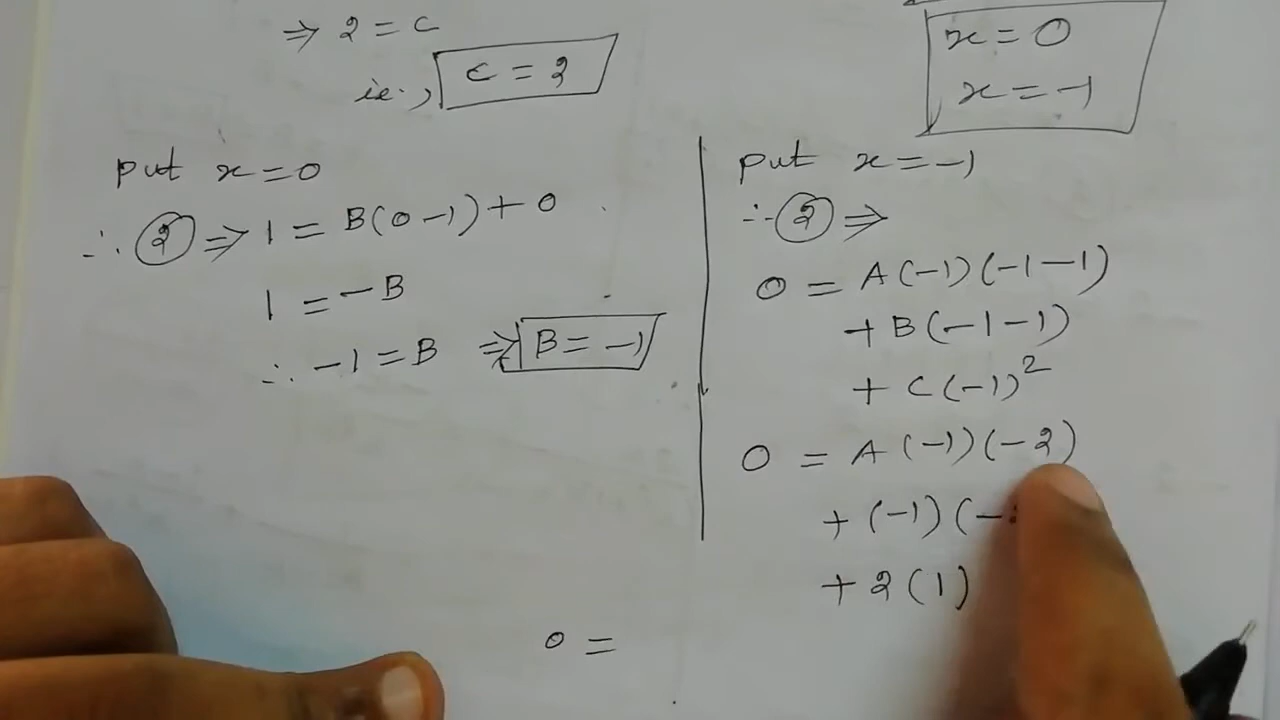 ⇒ 2 = C
ie., C = 2
x = 0
x = -1
put x = 0
∴ ② ⇒ 1 = B(0-1) + 0
1 = -B
∴ -1 = B ⇒ B = -1
put x = -1
∴ ② ⇒
0 = A(-1)(-1-1)
+ B(-1-1)
+ C(-1)²
0 = A(-1)(-2)
+ (-1)(-
+ 2(1)
0 =